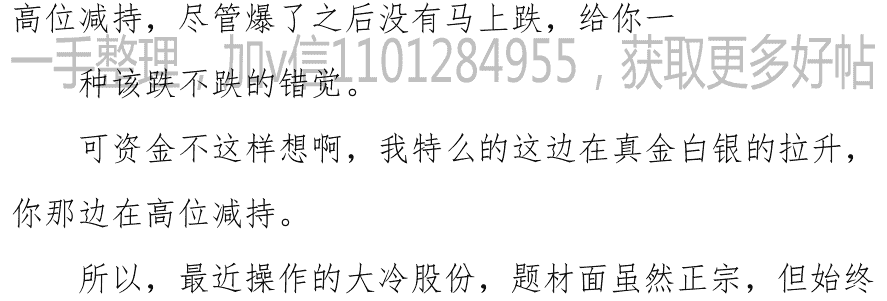 高位减持，尽管爆了之后没有马上跌，给你一
一手整理，加v信1101284955，获取更多好帖
种该跌不跌的错觉。
可资金不这样想啊，我特么的这边在真金白银的拉升，
你那边在高位减持。
所以，最近操作的大冷股份，题材面虽然正宗，但始终